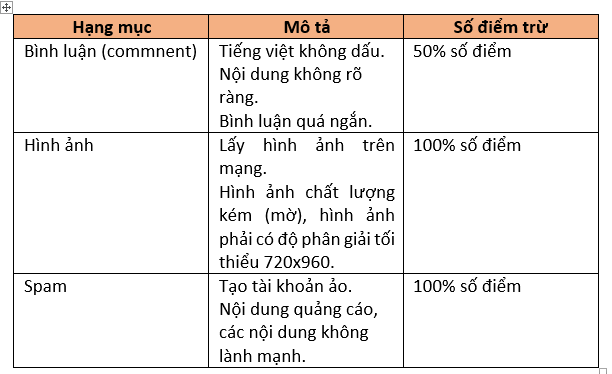 Hạng mục Mô tả Số điểm trừ
Bình luận (commnent) Tiếng việt không dấu. 50% số điểm
Nội dung không rõ
ràng.
Bình luận quá ngắn.
Hình ảnh Lấy hình ảnh trên 100% số điểm
mạng.
Hình ảnh chất lượng
kém (mờ), hình ảnh
phải có độ phân giải tối
thiểu 720x960.
Spam Tạo tài khoản ảo. 100% số điểm
Nội dung quảng cáo,
các nội dung không
lành mạnh.